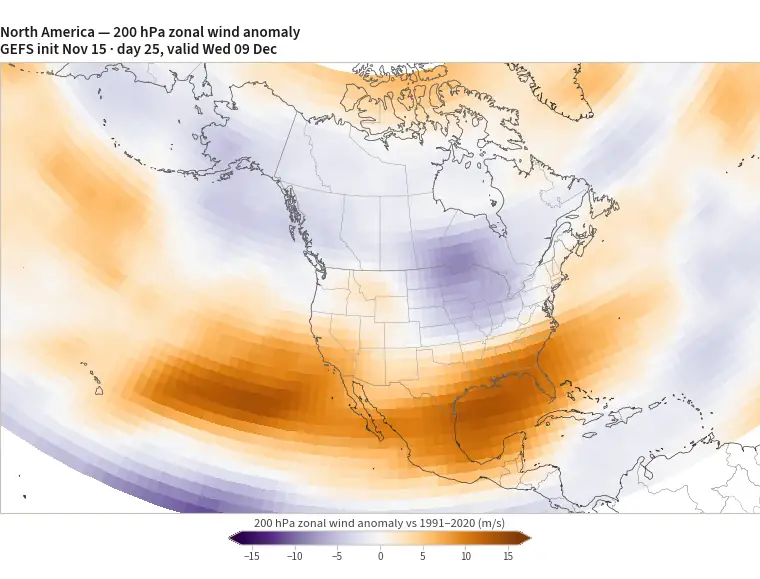 North America — 200 hPa zonal wind anomaly
GEFS init Nov 15 · day 25, valid Wed 09 Dec
200 hPa zonal wind anomaly vs 1991–2020 (m/s)
−15 −10 −5 0 5 10 15